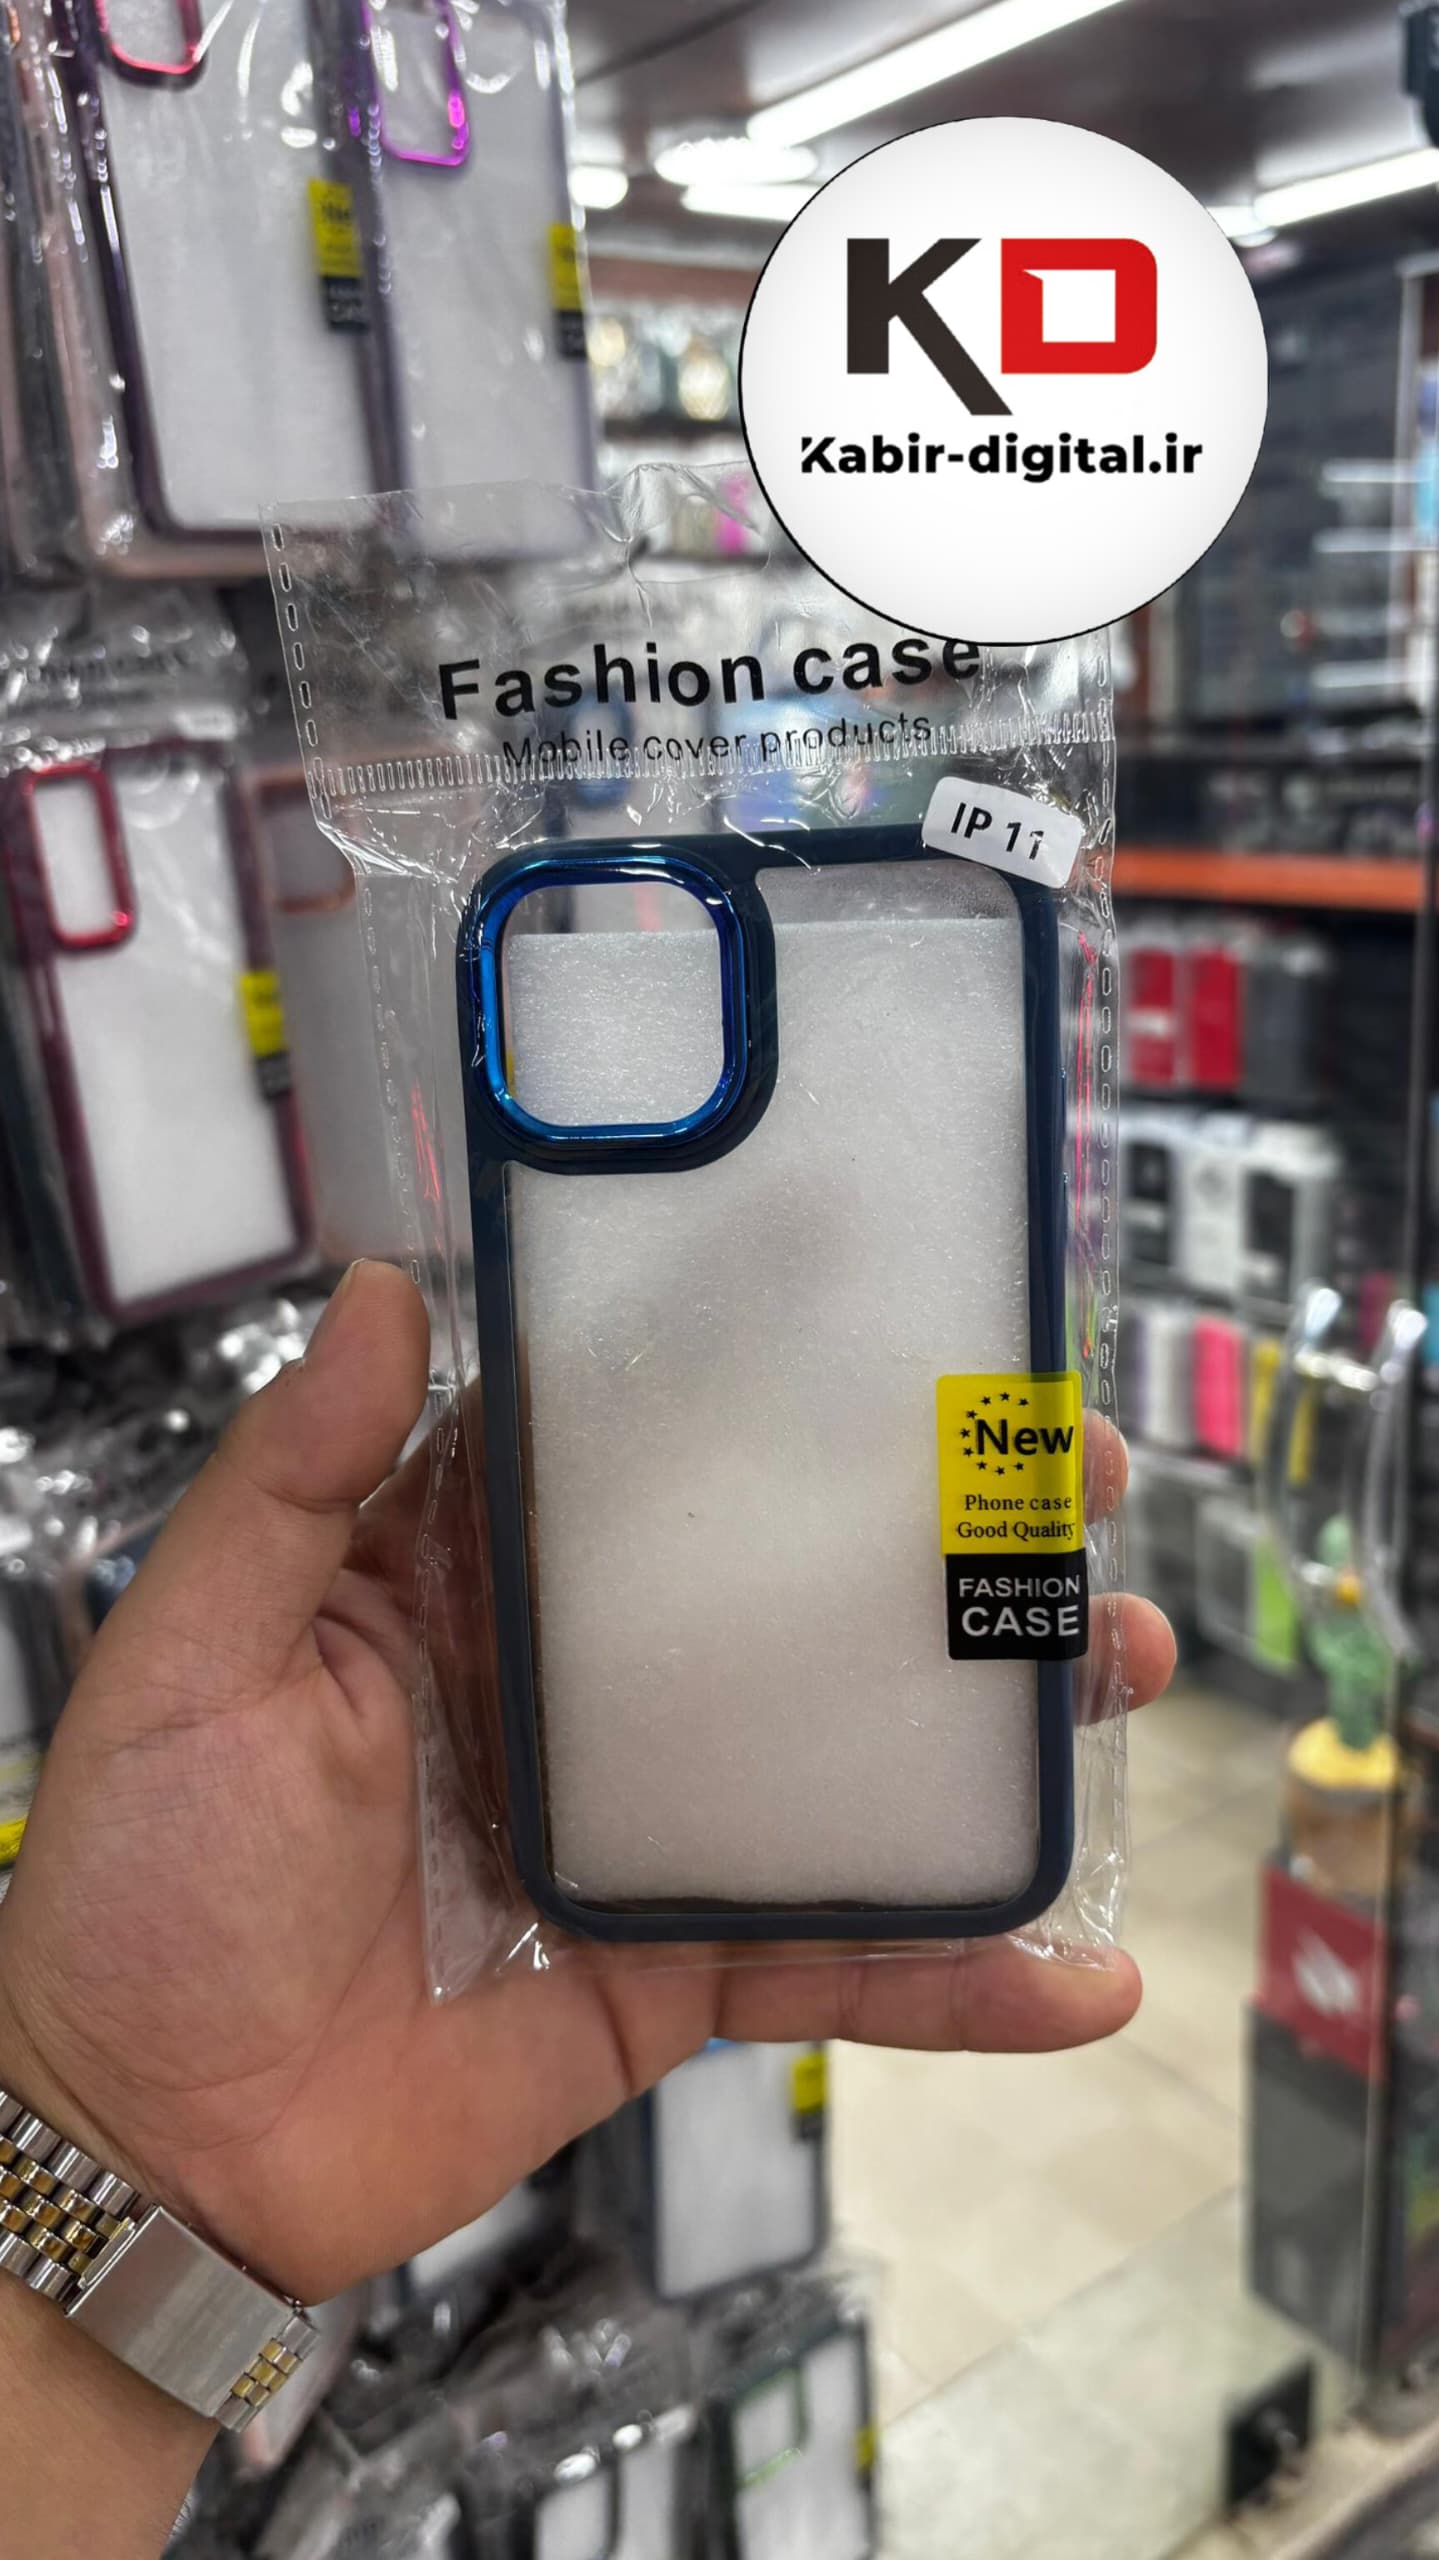 KD
Kabir-digital.ir
Fashion case
Mobile cover products
IP 11
New
Phone case
Good Quality
FASHION
CASE